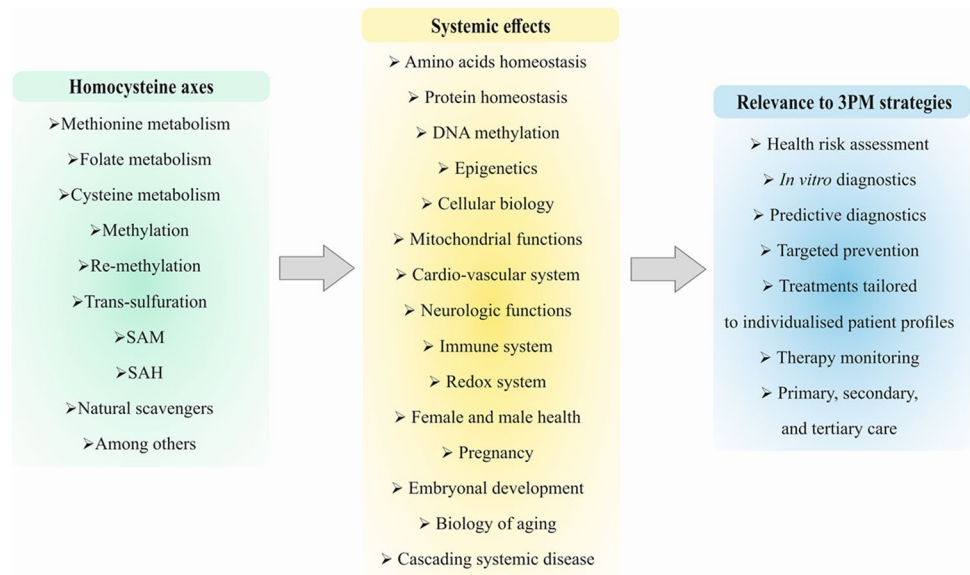 Homocysteine axes
➢Methionine metabolism
➢Folate metabolism
➢Cysteine metabolism
➢Methylation
➢Re-methylation
➢Trans-sulfuration
➢SAM
➢SAH
➢Natural scavengers
➢Among others
Systemic effects
➢ Amino acids homeostasis
➢ Protein homeostasis
➢ DNA methylation
➢ Epigenetics
➢ Cellular biology
➢ Mitochondrial functions
➢ Cardio-vascular system
➢ Neurologic functions
➢ Immune system
➢ Redox system
➢ Female and male health
➢ Pregnancy
➢ Embryonal development
➢ Biology of aging
➢ Cascading systemic disease
Relevance to 3PM strategies
➢ Health risk assessment
➢ In vitro diagnostics
➢ Predictive diagnostics
➢ Targeted prevention
➢ Treatments tailored
to individualised patient profiles
➢ Therapy monitoring
➢ Primary, secondary,
and tertiary care